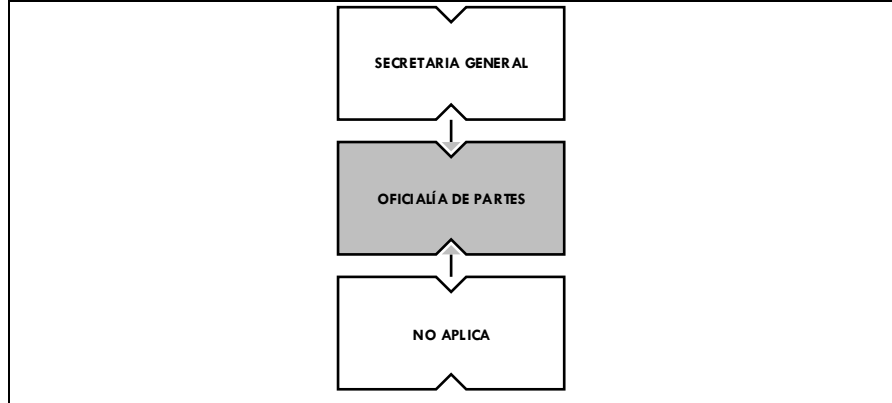 SECRETARIA GENERAL
OFICIALÍA DE PARTES
NO APLICA